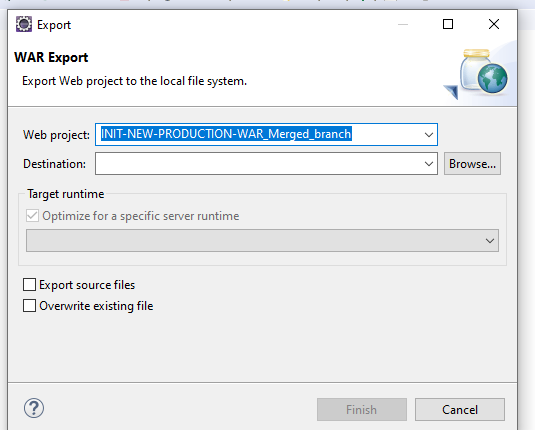 Export
WAR Export
Export Web project to the local file system.
Web project: INIT-NEW-PRODUCTION-WAR_Merged_branch
Destination: Browse...
Target runtime
Optimize for a specific server runtime
Export source files
Overwrite existing file
? Finish Cancel